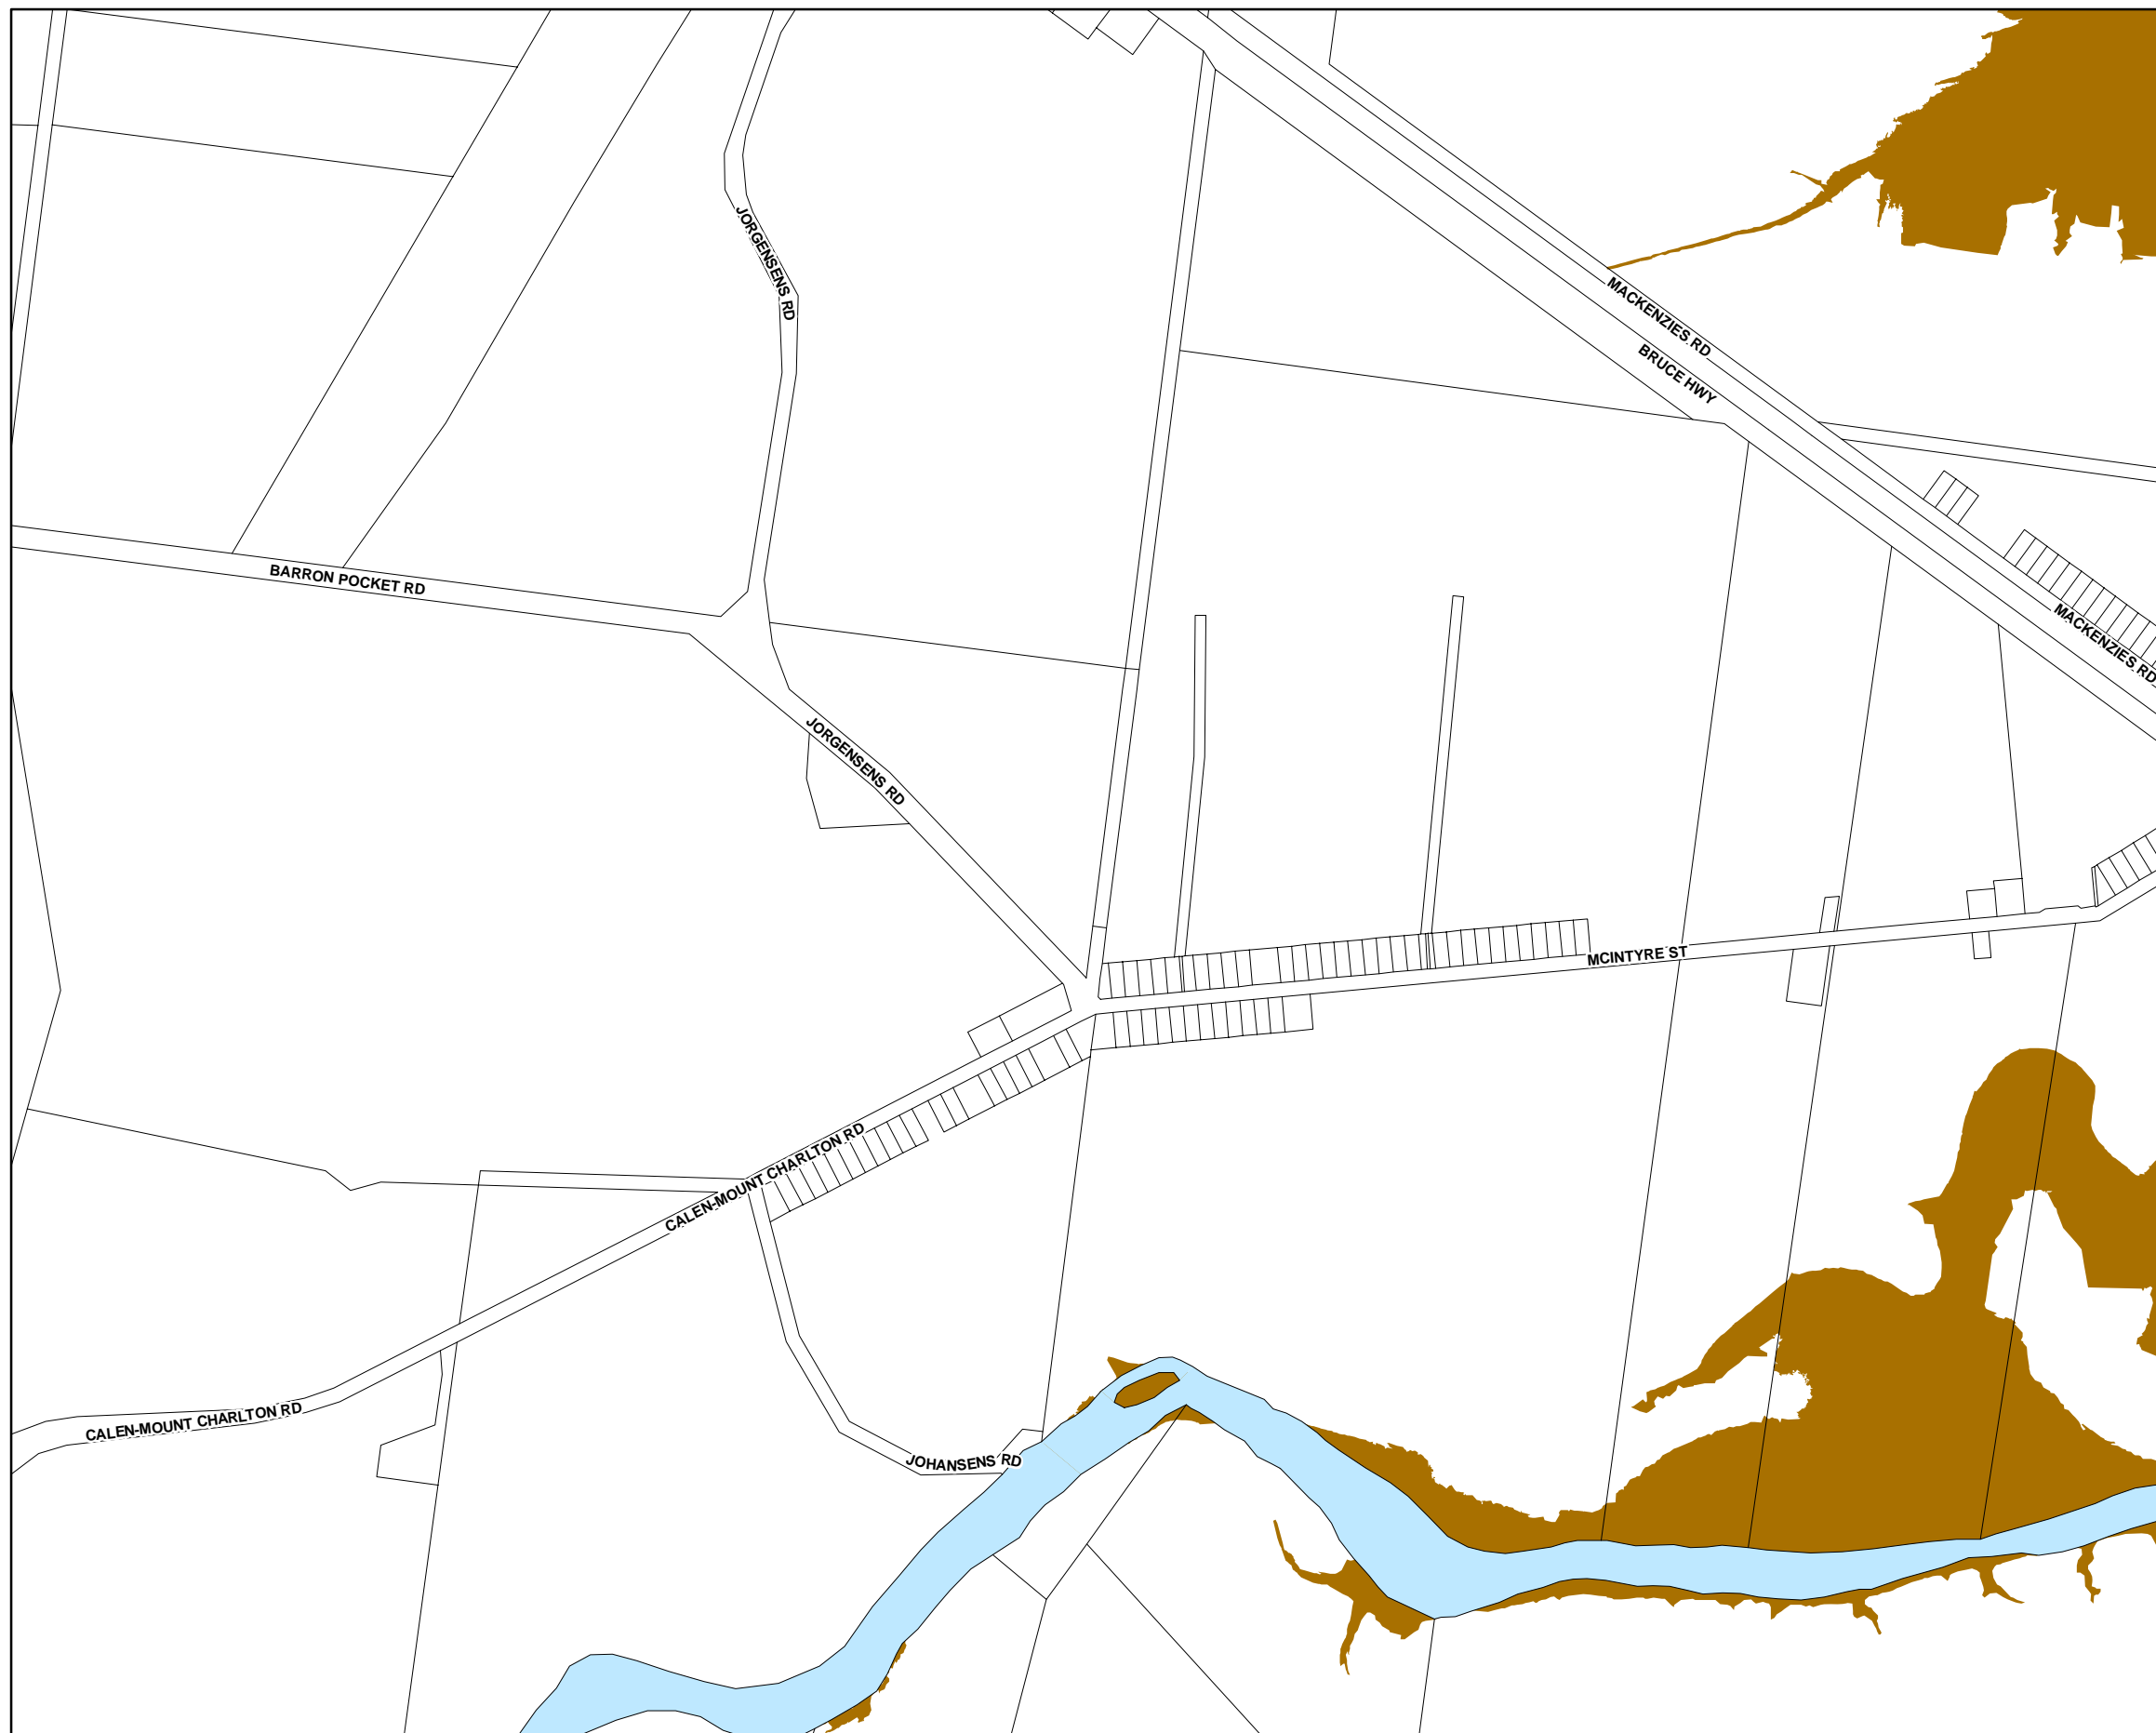 JORGENSENS RD
MACKENZIES RD
BRUCE HWY
BARRON POCKET RD
MACKENZIES RD
JORGENSENS RD
MCINTYRE ST
CALEN-MOUNT CHARLTON RD
CALEN-MOUNT CHARLTON RD
JOHANSENS RD